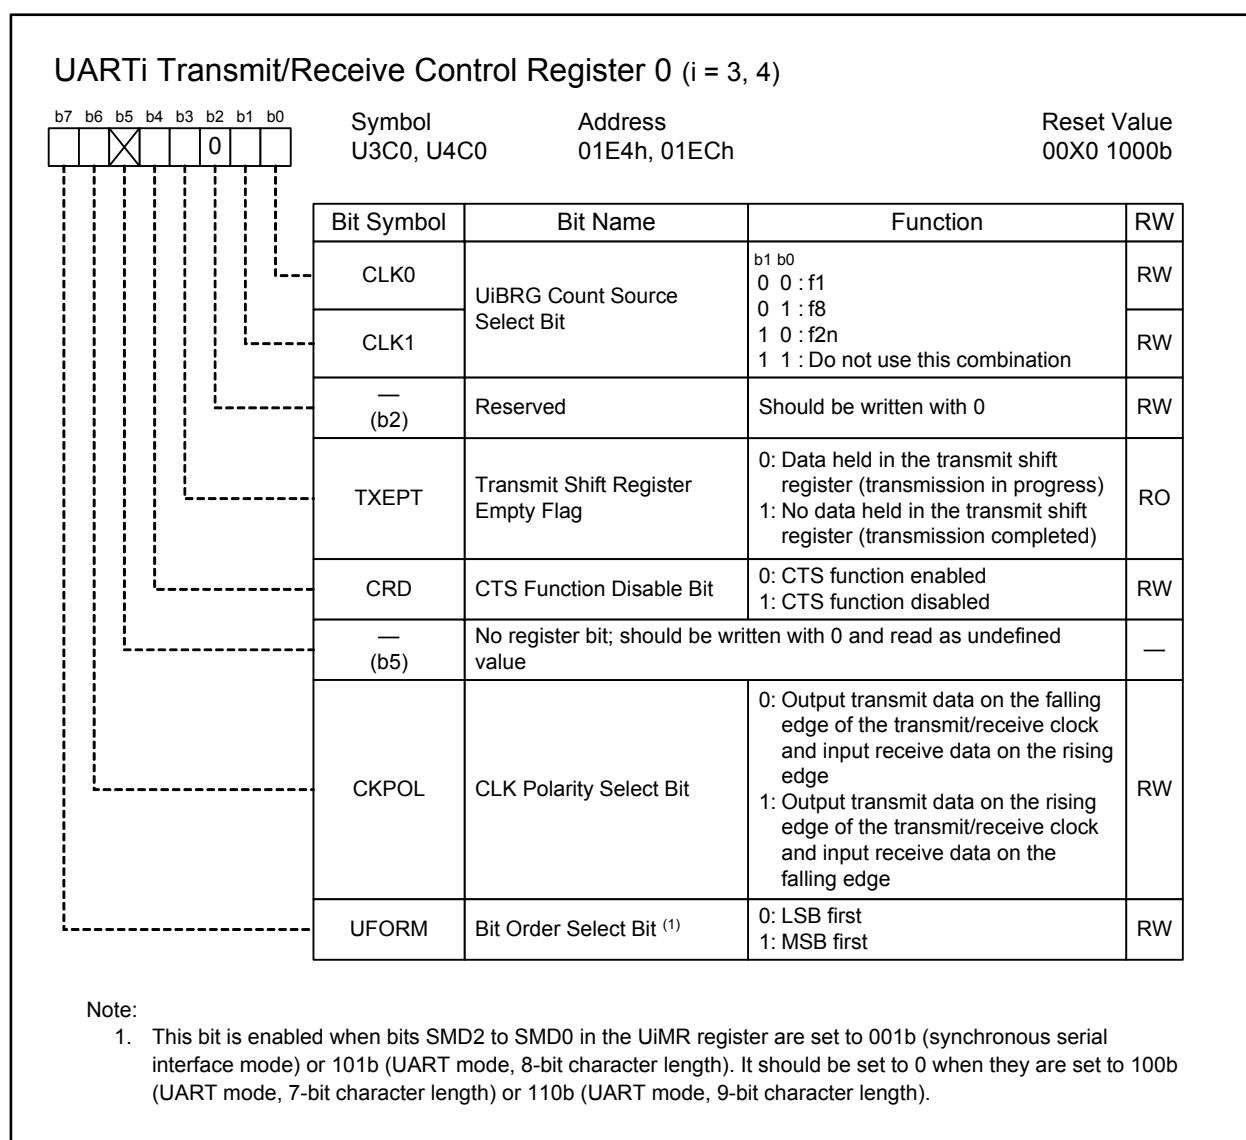 UARTi Transmit/Receive Control Register 0 (i = 3, 4)
b7 b6 b5 b4 b3 b2 b1 b0
0
Symbol Address Reset Value
U3C0, U4C0 01E4h, 01ECh 00X0 1000b
Bit Symbol Bit Name Function RW
CLK0
UiBRG Count Source
Select Bit
b1 b0
0 0 : f1
0 1 : f8
1 0 : f2n
1 1 : Do not use this combination
RW
CLK1
RW
—
(b2)
Reserved
Should be written with 0
RW
TXEPT
Transmit Shift Register
Empty Flag
0: Data held in the transmit shift
register (transmission in progress)
1: No data held in the transmit shift
register (transmission completed)
RO
CRD
CTS Function Disable Bit
0: CTS function enabled
1: CTS function disabled
RW
—
(b5)
No register bit; should be written with 0 and read as undefined
value
—
CKPOL
CLK Polarity Select Bit
0: Output transmit data on the falling
edge of the transmit/receive clock
and input receive data on the rising
edge
1: Output transmit data on the rising
edge of the transmit/receive clock
and input receive data on the
falling edge
RW
UFORM
Bit Order Select Bit (1)
0: LSB first
1: MSB first
RW
Note:
1. This bit is enabled when bits SMD2 to SMD0 in the UiMR register are set to 001b (synchronous serial
interface mode) or 101b (UART mode, 8-bit character length). It should be set to 0 when they are set to 100b
(UART mode, 7-bit character length) or 110b (UART mode, 9-bit character length).